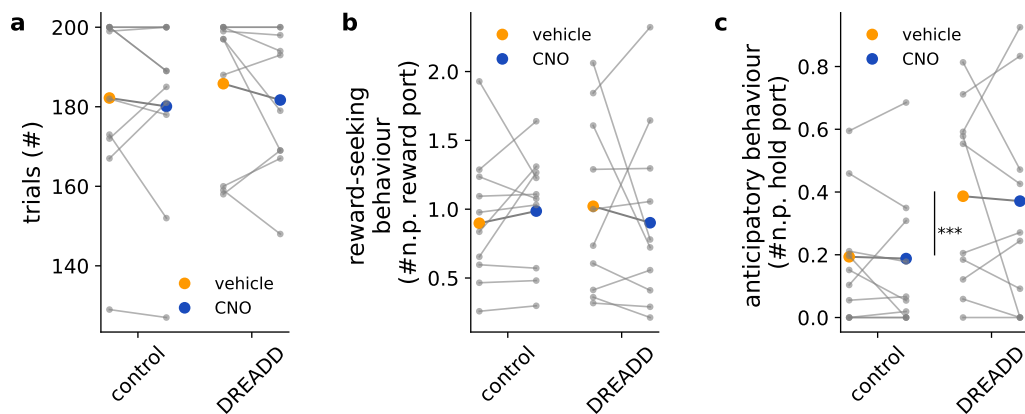 a
trials (#)
200
180
160
140
vehicle
CNO
control
DREADD
b
reward-seeking
behaviour
(#n.p. reward port)
2.0
1.5
1.0
0.5
vehicle
CNO
control
DREADD
c
anticipatory behaviour
(#n.p. hold port)
0.8
0.6
0.4
0.2
0.0
vehicle
CNO
***
control
DREADD